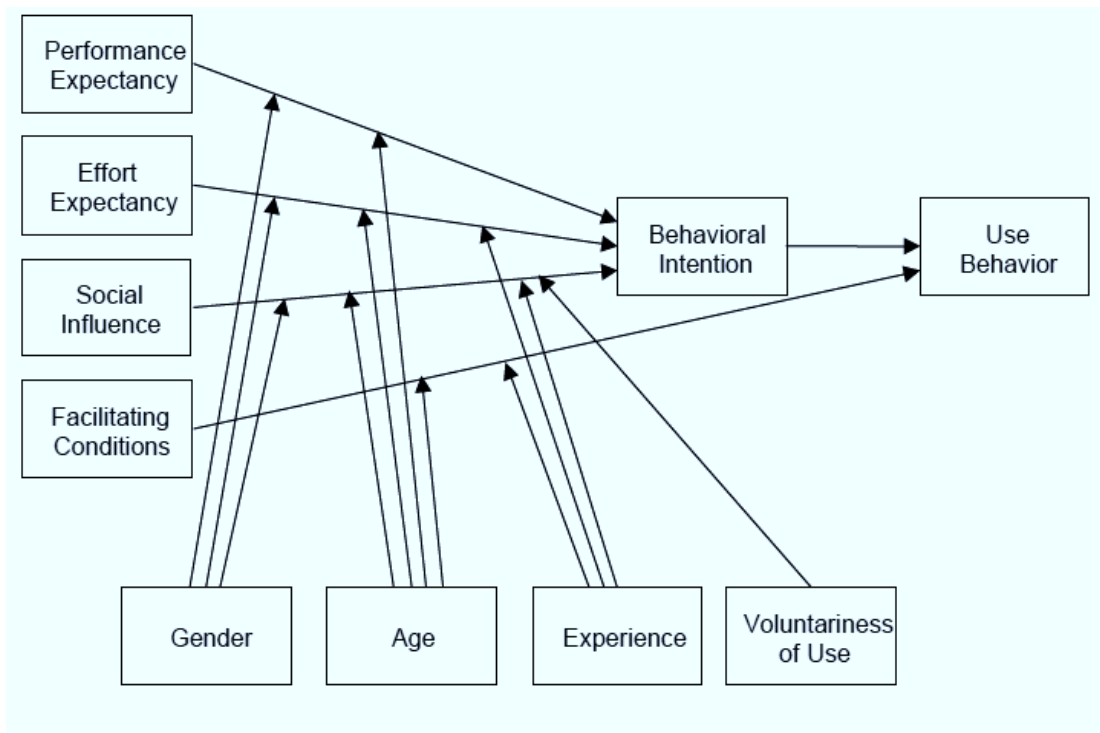 Performance
Expectancy
Effort
Expectancy
Social
Influence
Facilitating
Conditions
Behavioral
Intention
Use
Behavior
Gender
Age
Experience
Voluntariness
of Use